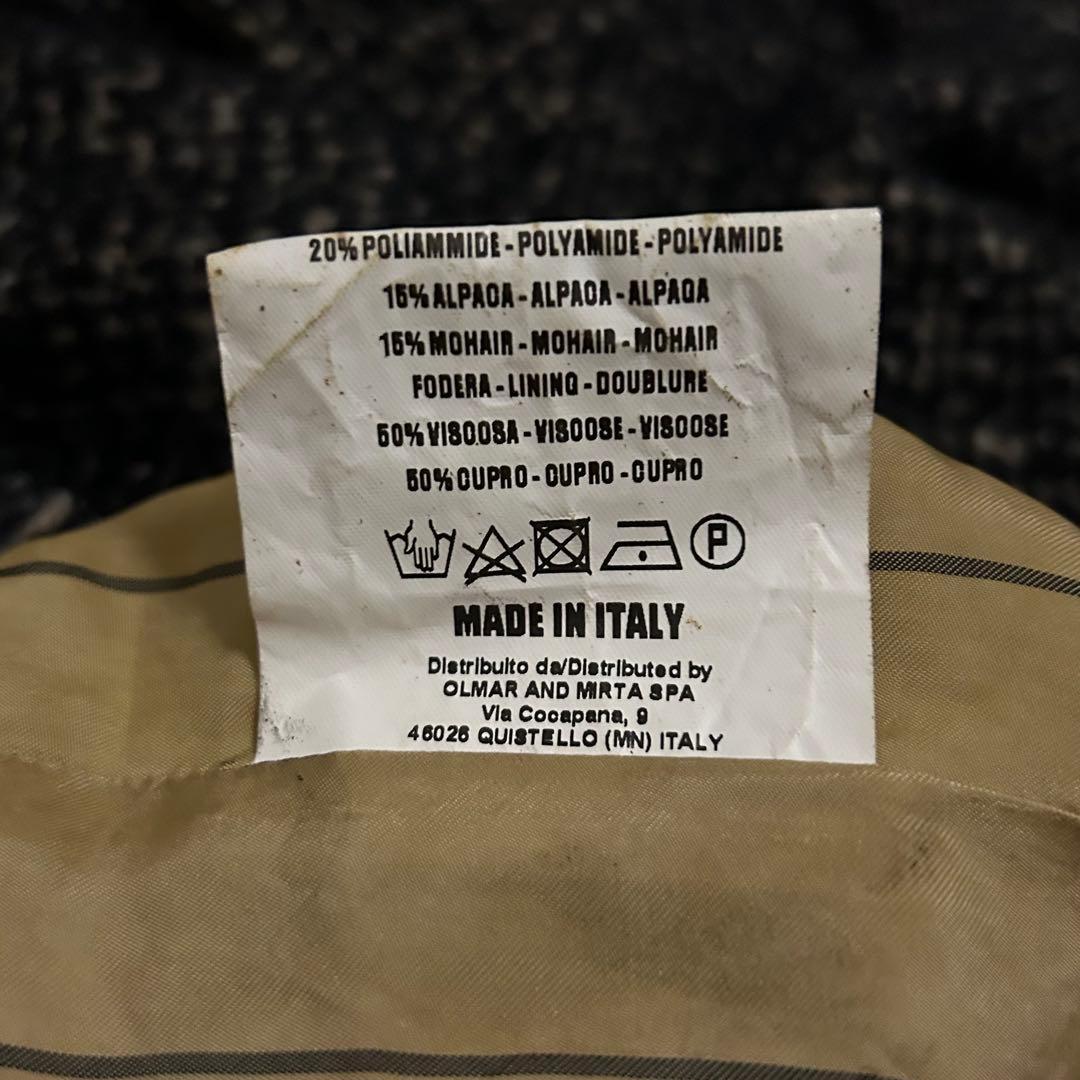 20% POLIAMMIDE - POLYAMIDE - POLYAMIDE
15% ALPACA - ALPACA - ALPAQA
15% MOHAIR - MOHAIR - MOHAIR
FODERA - LINING - DOUBLURE
50% VISCOSA - VISCOSE - VISCOSE
50% CUPRO - CUPRO - CUPRO
P
MADE IN ITALY
Distribuito da/Distributed by
OLMAR AND MIRTA SPA
Via Cocapana, 9
46026 QUISTELLO (MN) ITALY